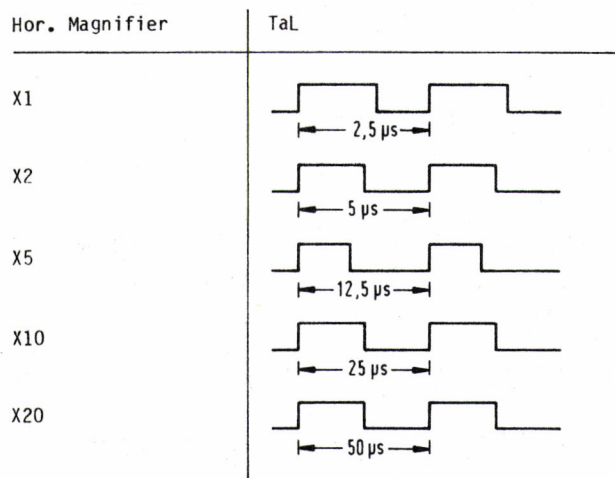 Hor. Magnifier TaL
X1
2,5 µs
X2
5 µs
X5
12,5 µs
X10
25 µs
X20
50 µs